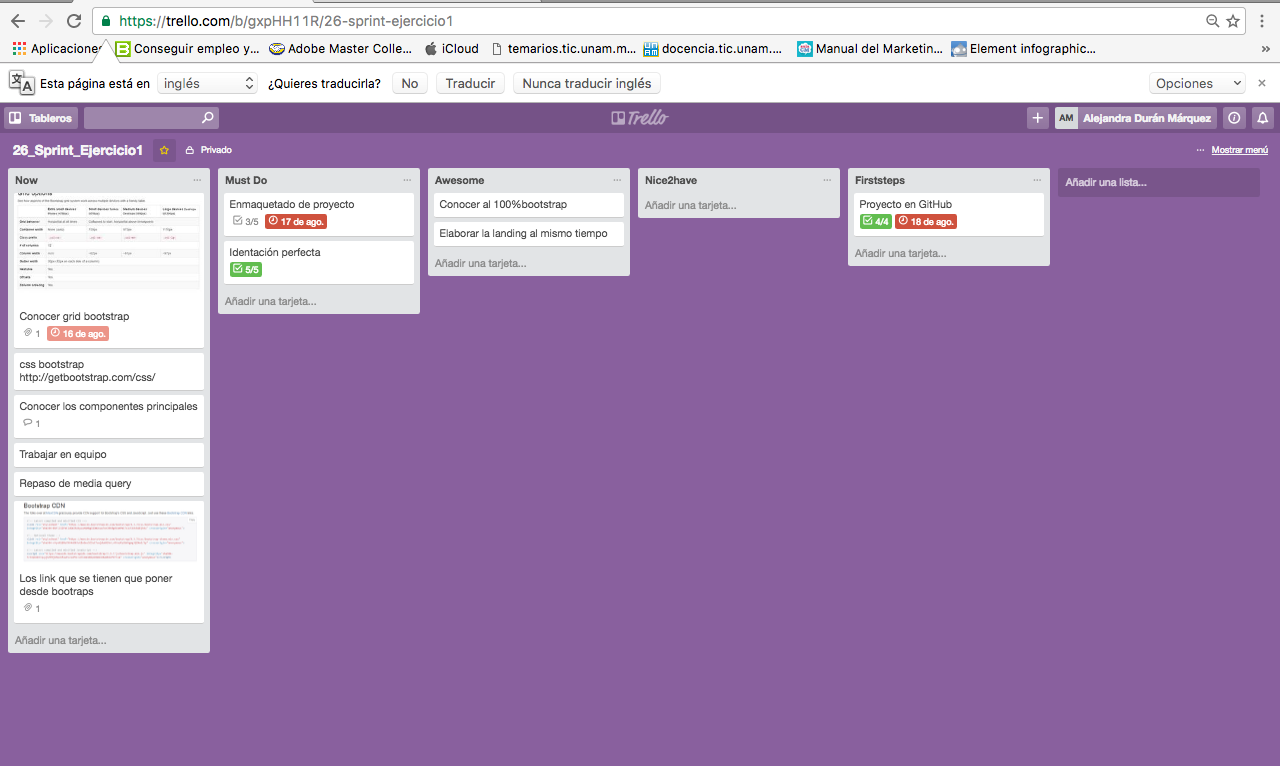 https://trello.com/b/gxpHH11R/26-sprint-ejercicio1
Aplicaciones
Conseguir empleo y...
Adobe Master Colle...
iCloud
temarios.tic.unam.m...
docencia.tic.unam....
Manual del Marketin...
Element infographic...
»
Esta página está en
inglés
¿Quieres traducirla?
No
Traducir
Nunca traducir inglés
Opciones
Tableros
Trello
AM
Alejandra Durán Márquez
26_Sprint_Ejercicio1
Privado
... Mostrar menú
Now
Conocer grid bootstrap
1
16 de ago.
css bootstrap
http://getbootstrap.com/css/
Conocer los componentes principales
1
Trabajar en equipo
Repaso de media query
Bootstrap CDN
Los link que se tienen que poner
desde bootraps
1
Añadir una tarjeta...
Must Do
Enmaquetado de proyecto
3/5
17 de ago.
Identación perfecta
5/5
Añadir una tarjeta...
Awesome
Conocer al 100%bootstrap
Elaborar la landing al mismo tiempo
Añadir una tarjeta...
Nice2have
Añadir una tarjeta...
Firststeps
Proyecto en GitHub
4/4
18 de ago.
Añadir una tarjeta...
Añadir una lista...